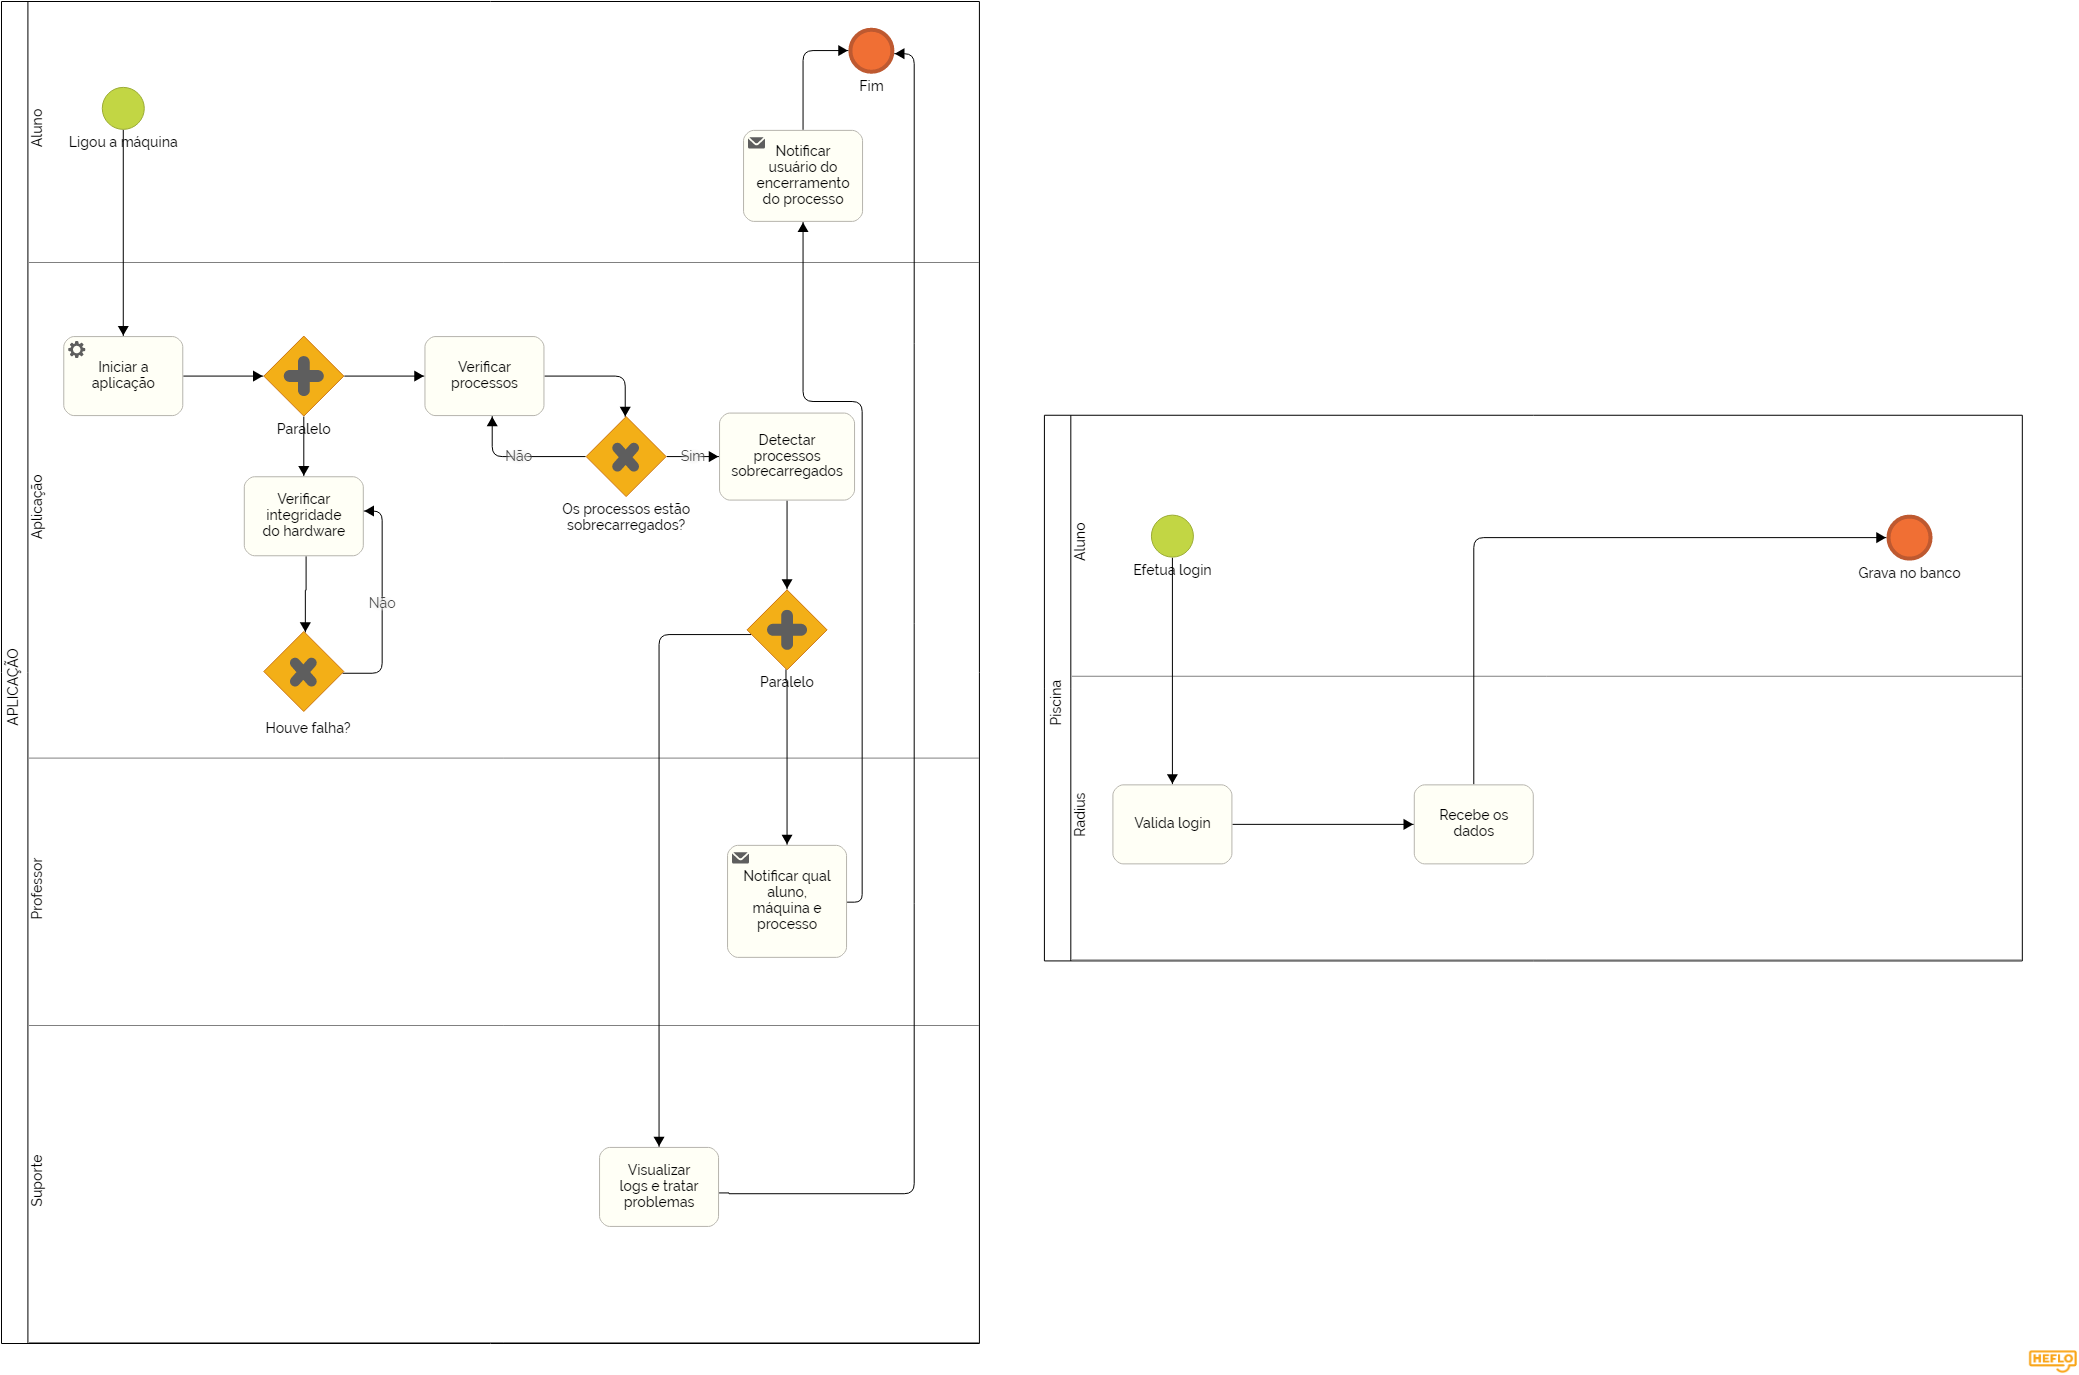 APLICAÇÃO
Aluno
Ligou a máquina
Fim
Notificar
usuário do
encerramento
do processo
Aplicação
Iniciar a
aplicação
Paralelo
Verificar
processos
Não
Sim
Os processos estão
sobrecarregados?
Detectar
processos
sobrecarregados
Verificar
integridade
do hardware
Não
Houve falha?
Paralelo
Professor
Notificar qual
aluno,
máquina e
processo
Suporte
Visualizar
logs e tratar
problemas
Piscina
Aluno
Efetua login
Grava no banco
Radius
Valida login
Recebe os
dados
HEFLO